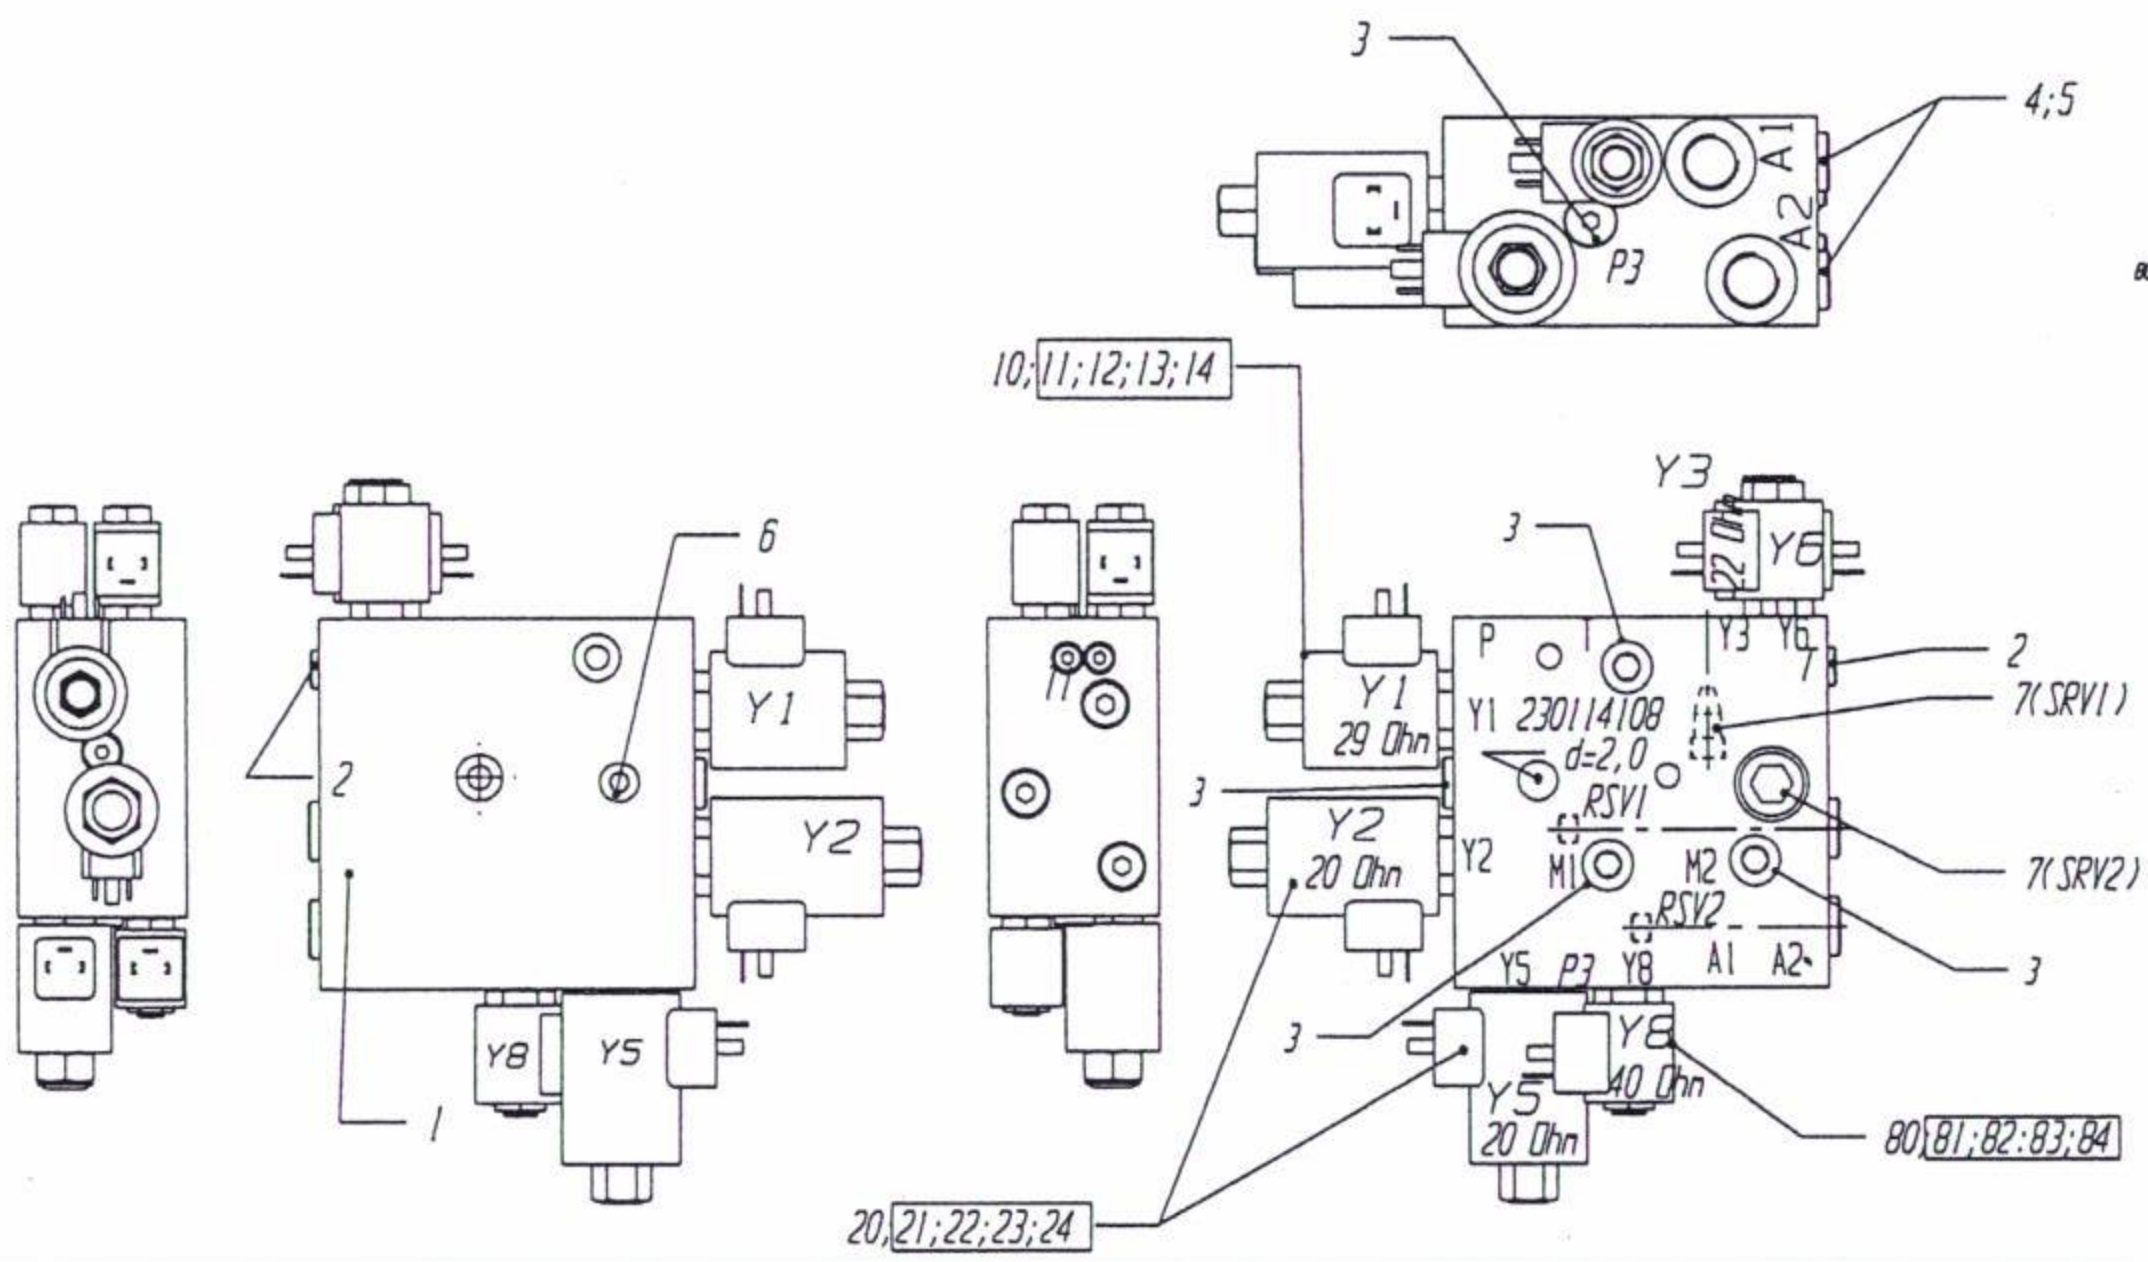 3
4;5
A1
A2
P3
10;11;12;13;14
Y3
22 Ohm
Y6
3
6
P
T
Y3 Y6
T
2
7(SRV1)
Y1
Y1
29 Ohm
Y1 230114108
d=2,0
RSV1
2
3
Y2
Y2
20 Ohm
Y2
M1
M2
7(SRV2)
RSV2
Y5
P3
Y8
A1
A2
3
3
Y8
Y5
Y8
40 Ohm
Y5
20 Ohm
1
80;81;82:83;84
20;21;22;23;24